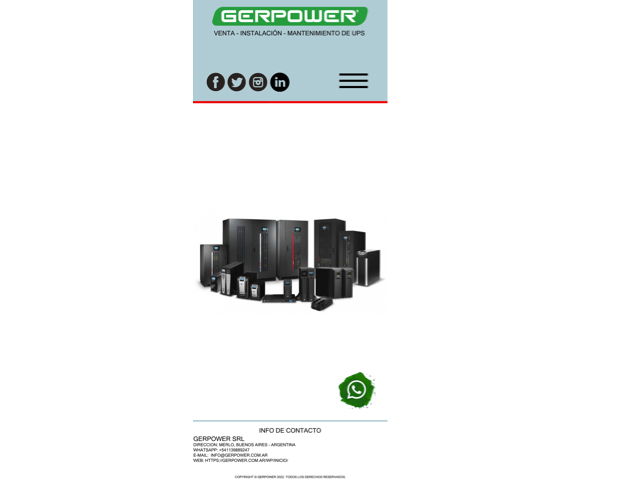 GERPOWER
VENTA - INSTALACIÓN - MANTENIMIENTO DE UPS
INFO DE CONTACTO
GERPOWER SRL
DIRECCION: MERLO, BUENOS AIRES - ARGENTINA
WHATSAPP: +541139889247
E-MAIL: INFO@GERPOWER.COM.AR
WEB: HTTPS://GERPOWER.COM.AR/WP/INICIO/
COPYRIGHT © GERPOWER 2022. TODOS LOS DERECHOS RESERVADOS.